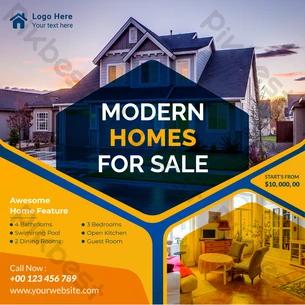 Logo Here
Your text here
MODERN
HOMES
FOR SALE
START'S FROM
$10, 000, 00
Awesome
Home Feature
• 4 Bathrooms
• Swimming Pool
• 2 Dining Rooms
• 3 Bedrooms
• Open Kitchen
• Guest Room
Call Now :
+00 123 456 789
www.yourwebsite.com